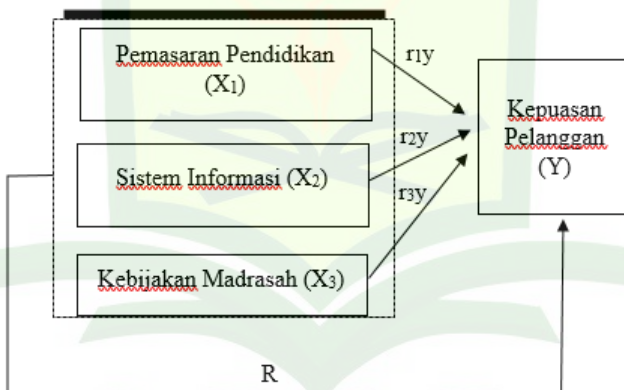 Pemasaran Pendidikan
(X1)
r1y
Kepuasan
Pelanggan
(Y)
r2y
Sistem Informasi (X2)
r3y
Kebijakan Madrasah (X3)
R